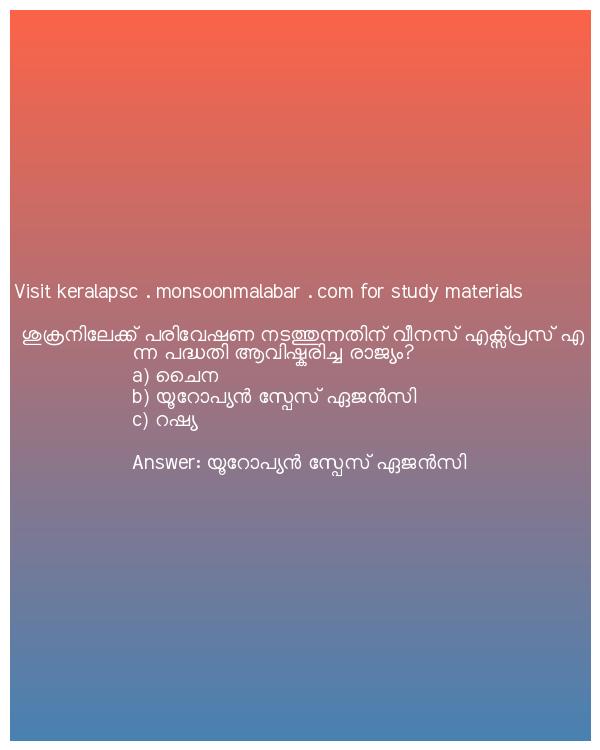 Visit keralapsc . monsoonmalabar . com for study materials
ശുക്രനിലേക്ക് പരിവേഷണ നടത്തുന്നതിന് വീനസ് എക്സ്പ്രസ് എ
ന്ന പദ്ധതി ആവിഷ്കരിച്ച രാജ്യം?
a) ചൈന
b) യൂറോപ്യൻ സ്പേസ് ഏജൻസി
c) റഷ്യ
Answer: യൂറോപ്യൻ സ്പേസ് ഏജൻസി